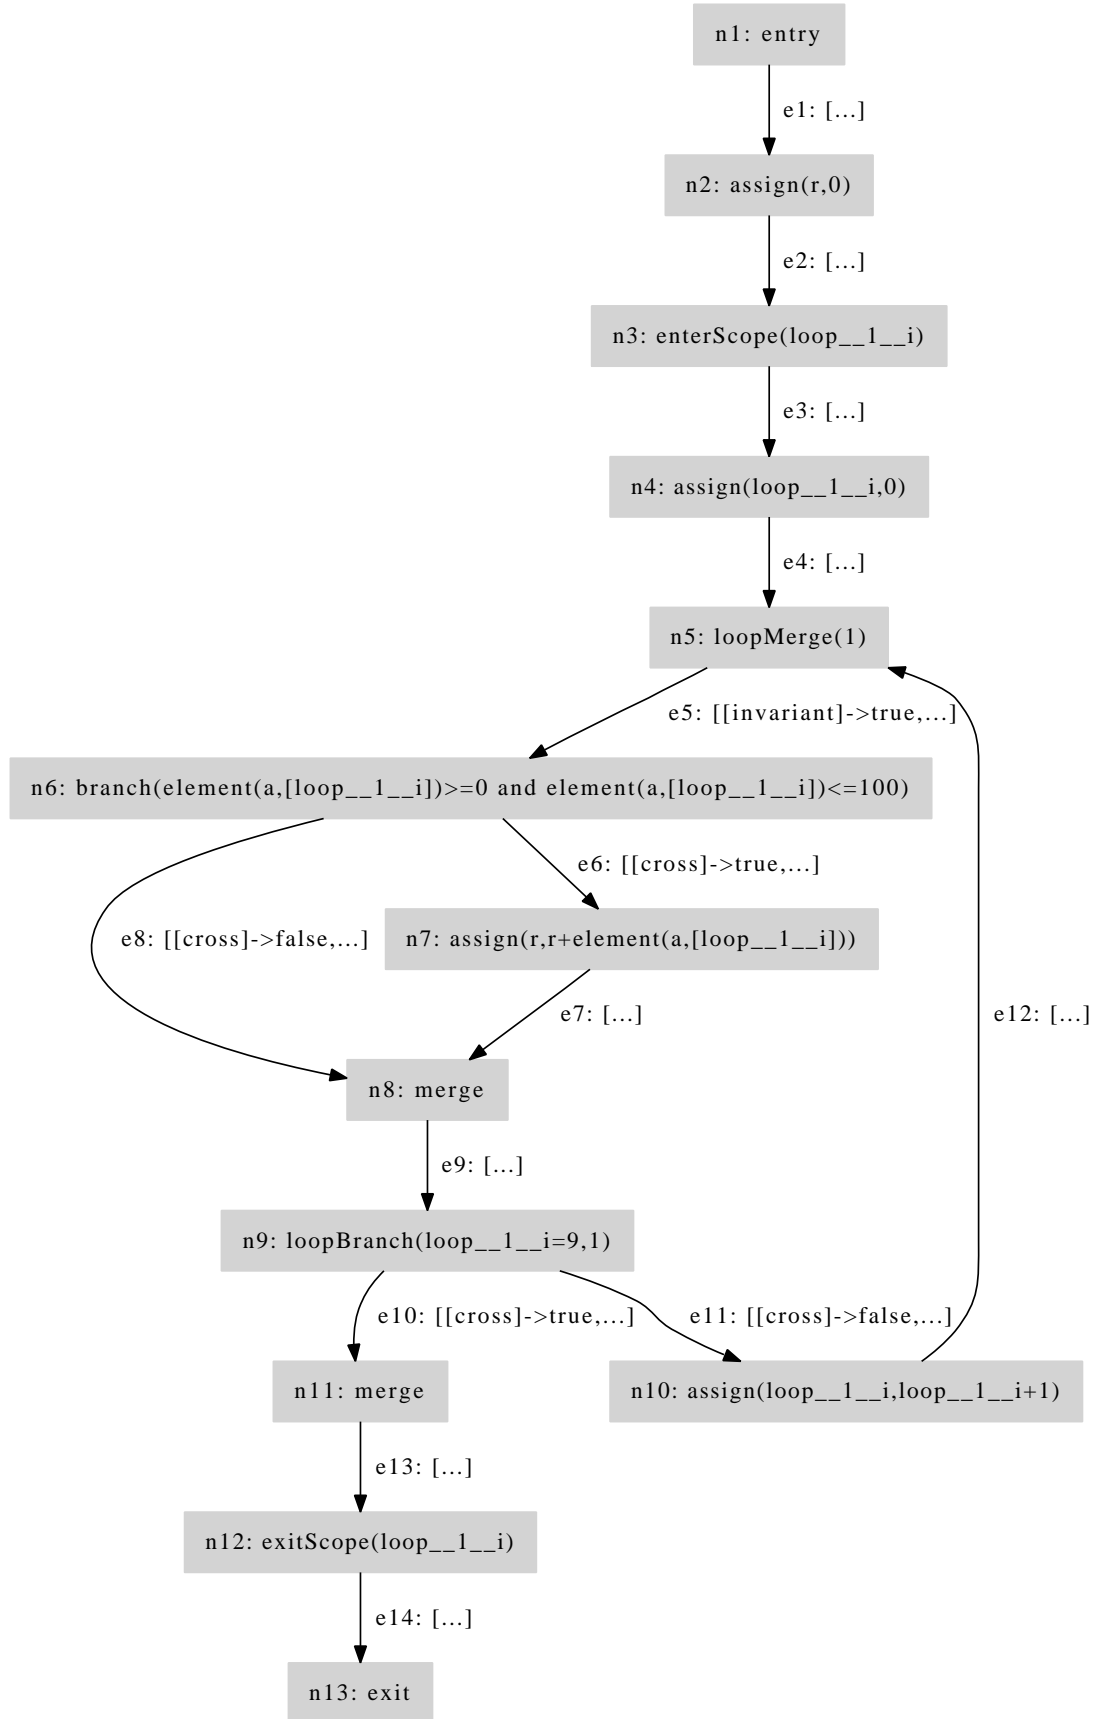 n1: entry
e1: [...]
n2: assign(r,0)
e2: [...]
n3: enterScope(loop__1__i)
e3: [...]
n4: assign(loop__1__i,0)
e4: [...]
n5: loopMerge(1)
e5: [[invariant]->true,...]
n6: branch(element(a,[loop__1__i])>=0 and element(a,[loop__1__i])<=100)
e6: [[cross]->true,...]
e8: [[cross]->false,...]
n7: assign(r,r+element(a,[loop__1__i]))
e7: [...]
e12: [...]
n8: merge
e9: [...]
n9: loopBranch(loop__1__i=9,1)
e10: [[cross]->true,...]
e11: [[cross]->false,...]
n11: merge
n10: assign(loop__1__i,loop__1__i+1)
e13: [...]
n12: exitScope(loop__1__i)
e14: [...]
n13: exit